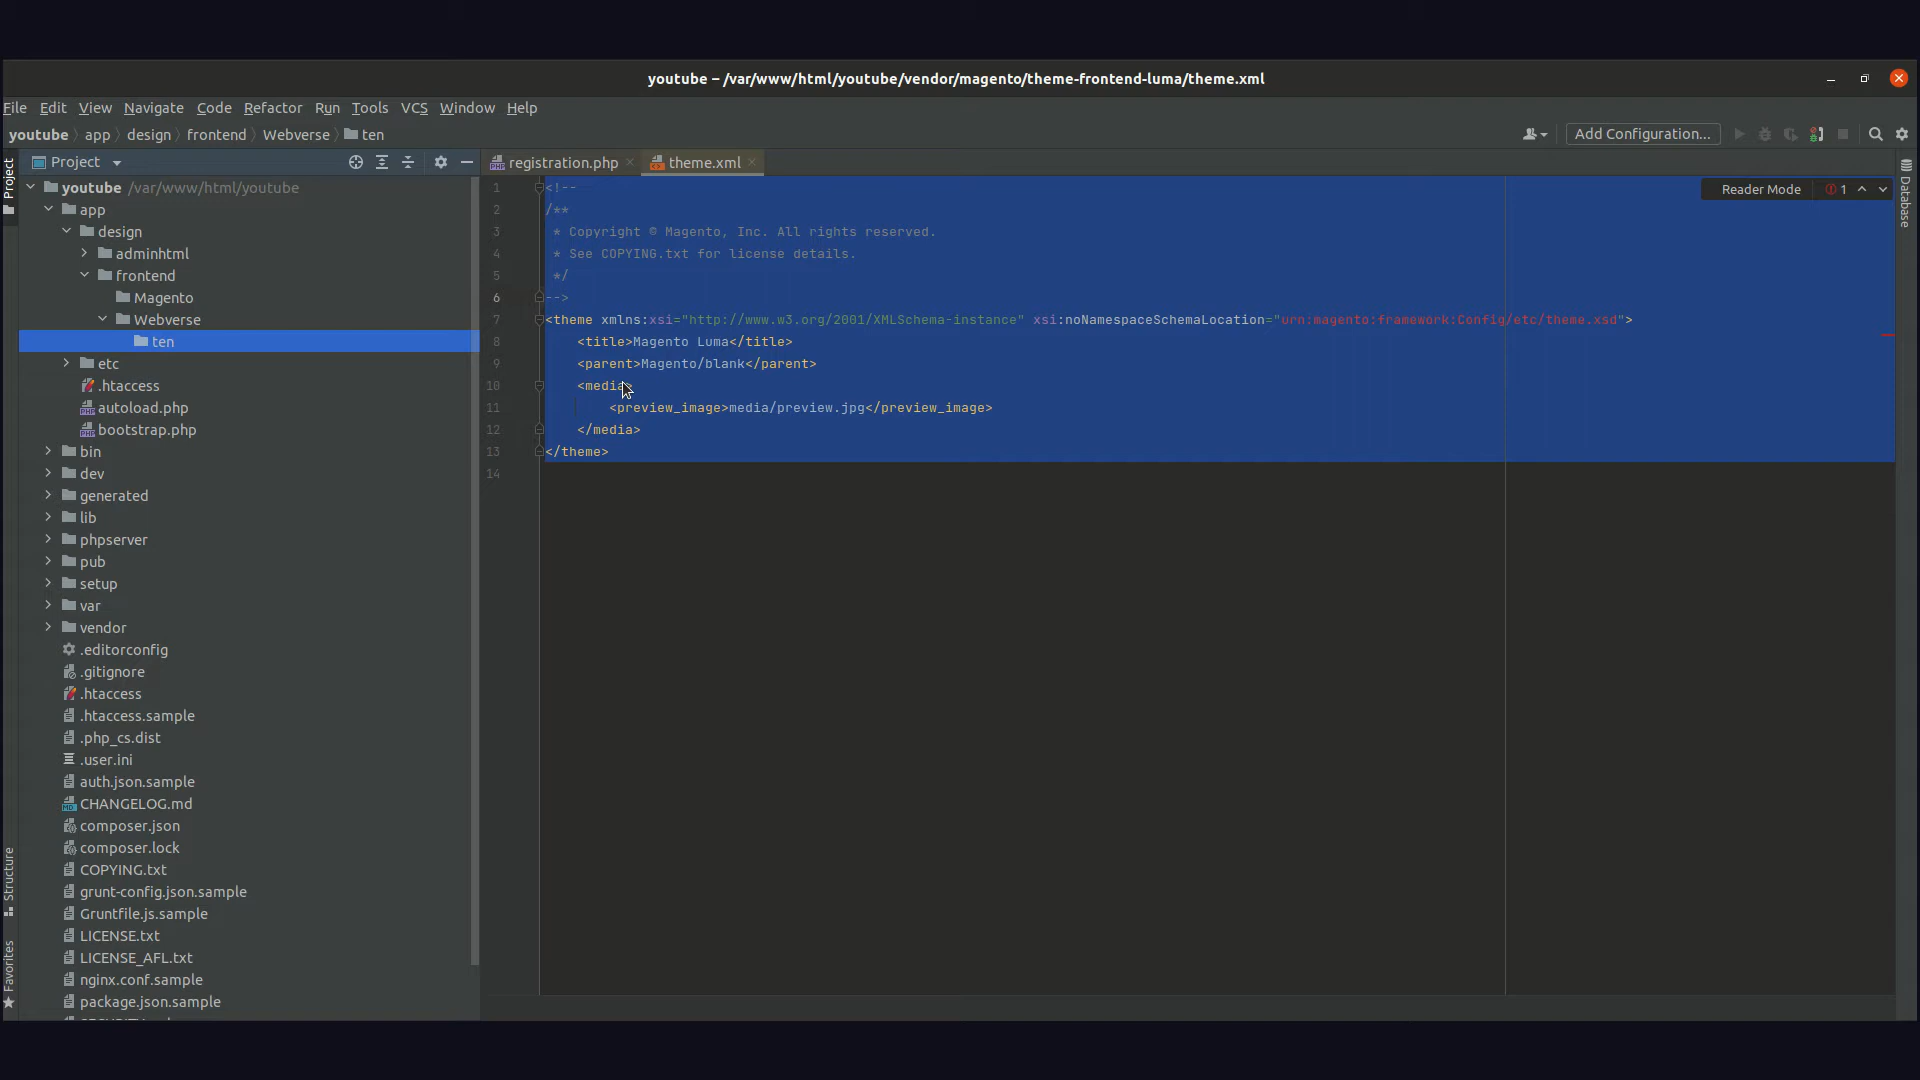 youtube – /var/www/html/youtube/vendor/magento/theme-frontend-luma/theme.xml
File Edit View Navigate Code Refactor Run Tools VCS Window Help
youtube app design frontend Webverse ten
Add Configuration...
Project
Project
registration.php
theme.xml
youtube /var/www/html/youtube
app
design
adminhtml
frontend
Magento
Webverse
ten
etc
.htaccess
autoload.php
bootstrap.php
bin
dev
generated
lib
phpserver
pub
setup
var
vendor
.editorconfig
.gitignore
.htaccess
.htaccess.sample
.php_cs.dist
.user.ini
auth.json.sample
CHANGELOG.md
composer.json
composer.lock
COPYING.txt
grunt-config.json.sample
Gruntfile.js.sample
LICENSE.txt
LICENSE_AFL.txt
nginx.conf.sample
package.json.sample
Structure
Favorites
1 <!--
2 /**
3 * Copyright © Magento, Inc. All rights reserved.
4 * See COPYING.txt for license details.
5 */
6 -->
7 <theme xmlns:xsi="http://www.w3.org/2001/XMLSchema-instance" xsi:noNamespaceSchemaLocation="urn:magento:framework:Config/etc/theme.xsd">
8 <title>Magento Luma</title>
9 <parent>Magento/blank</parent>
10 <media>
11 <preview_image>media/preview.jpg</preview_image>
12 </media>
13 </theme>
14
Reader Mode 1
Database